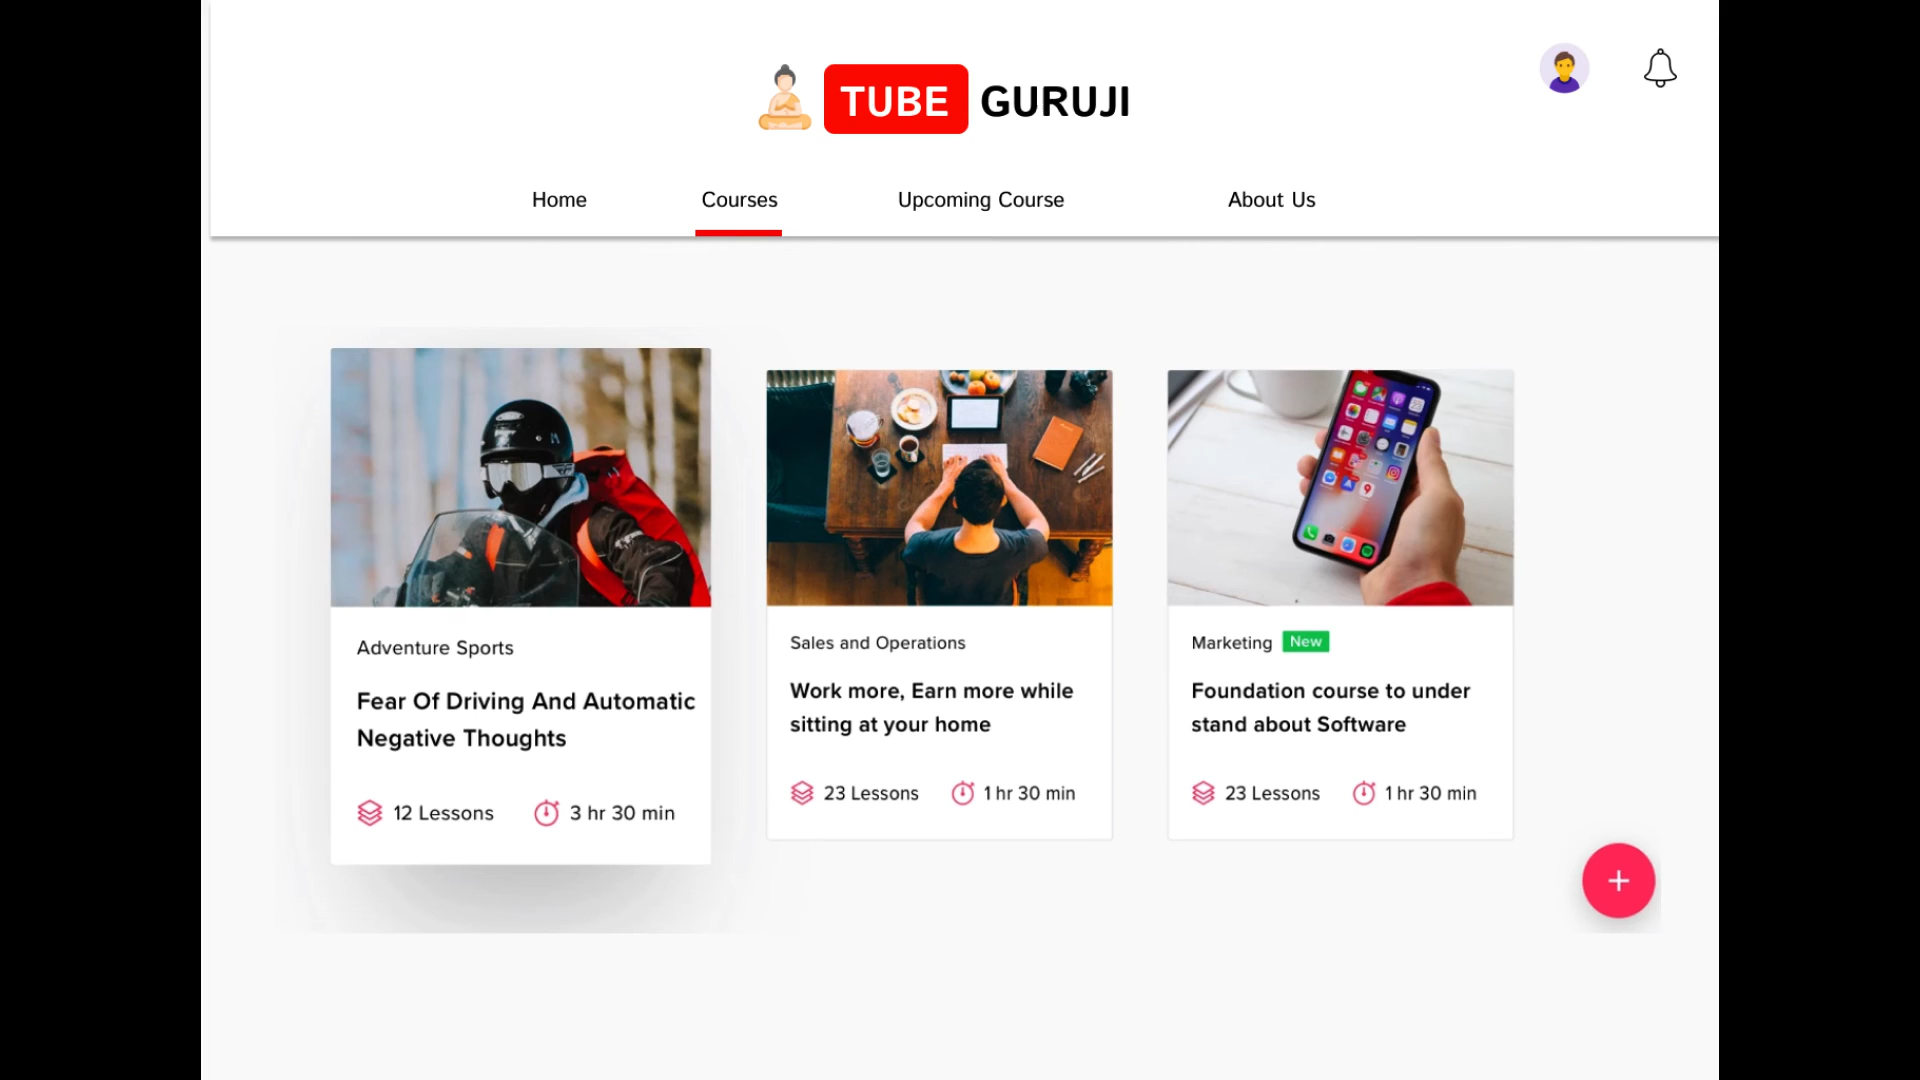 TUBE GURUJI
Home Courses Upcoming Course About Us
Adventure Sports
Fear Of Driving And Automatic
Negative Thoughts
12 Lessons 3 hr 30 min
Sales and Operations
Work more, Earn more while
sitting at your home
23 Lessons 1 hr 30 min
Marketing New
Foundation course to under
stand about Software
23 Lessons 1 hr 30 min
+